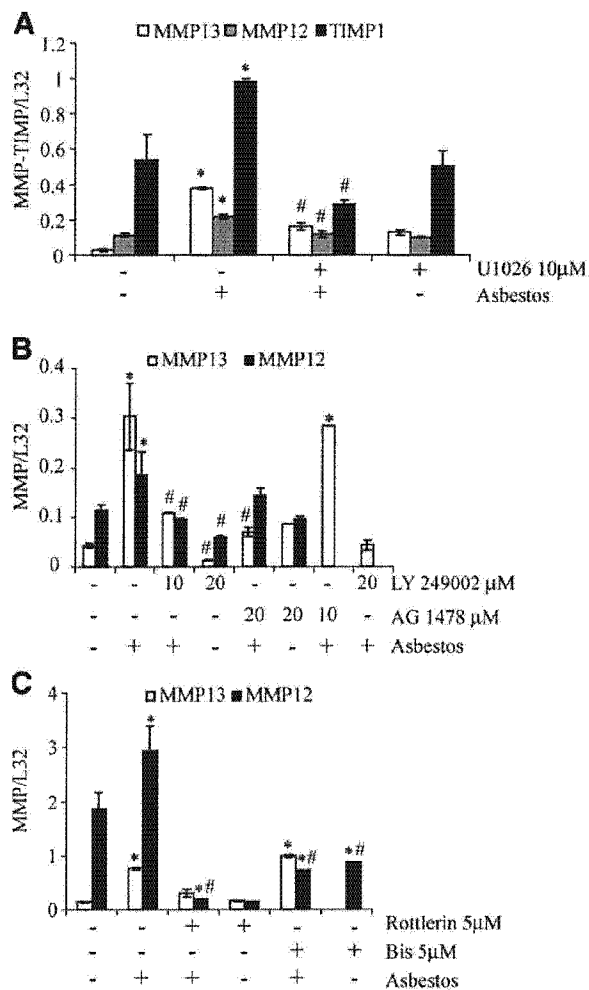 A
MMP13 MMP12 TIMP1
MMP-TIMP/L32
1.2
1
0.8
0.6
0.4
0.2
0
* * *
# # #
- - + + U1026 10µM
- + + - Asbestos
B
MMP13 MMP12
MMP/L32
0.4
0.3
0.2
0.1
0
* *
# # # # #
*
- - 10 20 - - - 20 LY 249002 µM
- - - - 20 20 10 - AG 1478 µM
- + + - + - + + Asbestos
C
MMP13 MMP12
MMP/L32
4
3
2
1
0
* * *# * *# *#
- - + + - - Rottlerin 5µM
- - - - + + Bis 5µM
- + + - + - Asbestos